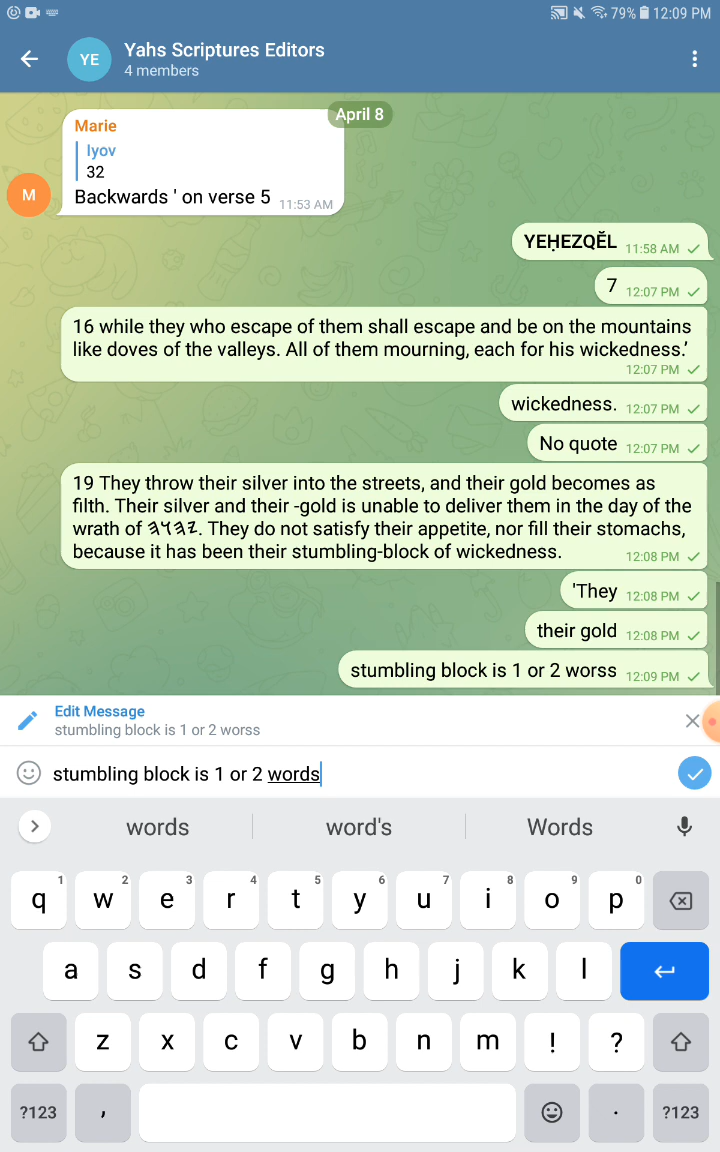 79% 12:09 PM
YE
Yahs Scriptures Editors
4 members
April 8
Marie
Iyov
32
M
Backwards ' on verse 5 11:53 AM
YEḤEZQĚL 11:58 AM
7 12:07 PM
16 while they who escape of them shall escape and be on the mountains
like doves of the valleys. All of them mourning, each for his wickedness.’
12:07 PM
wickedness. 12:07 PM
No quote 12:07 PM
19 They throw their silver into the streets, and their gold becomes as
filth. Their silver and their -gold is unable to deliver them in the day of the
wrath of 𐤉𐤄𐤅𐤄. They do not satisfy their appetite, nor fill their stomachs,
because it has been their stumbling-block of wickedness. 12:08 PM
'They 12:08 PM
their gold 12:08 PM
stumbling block is 1 or 2 worss 12:09 PM
Edit Message
stumbling block is 1 or 2 worss
stumbling block is 1 or 2 words
words word's Words
1 2 3 4 5 6 7 8 9 0
q w e r t y u i o p
a s d f g h j k l
z x c v b n m ! ?
?123 , . ?123